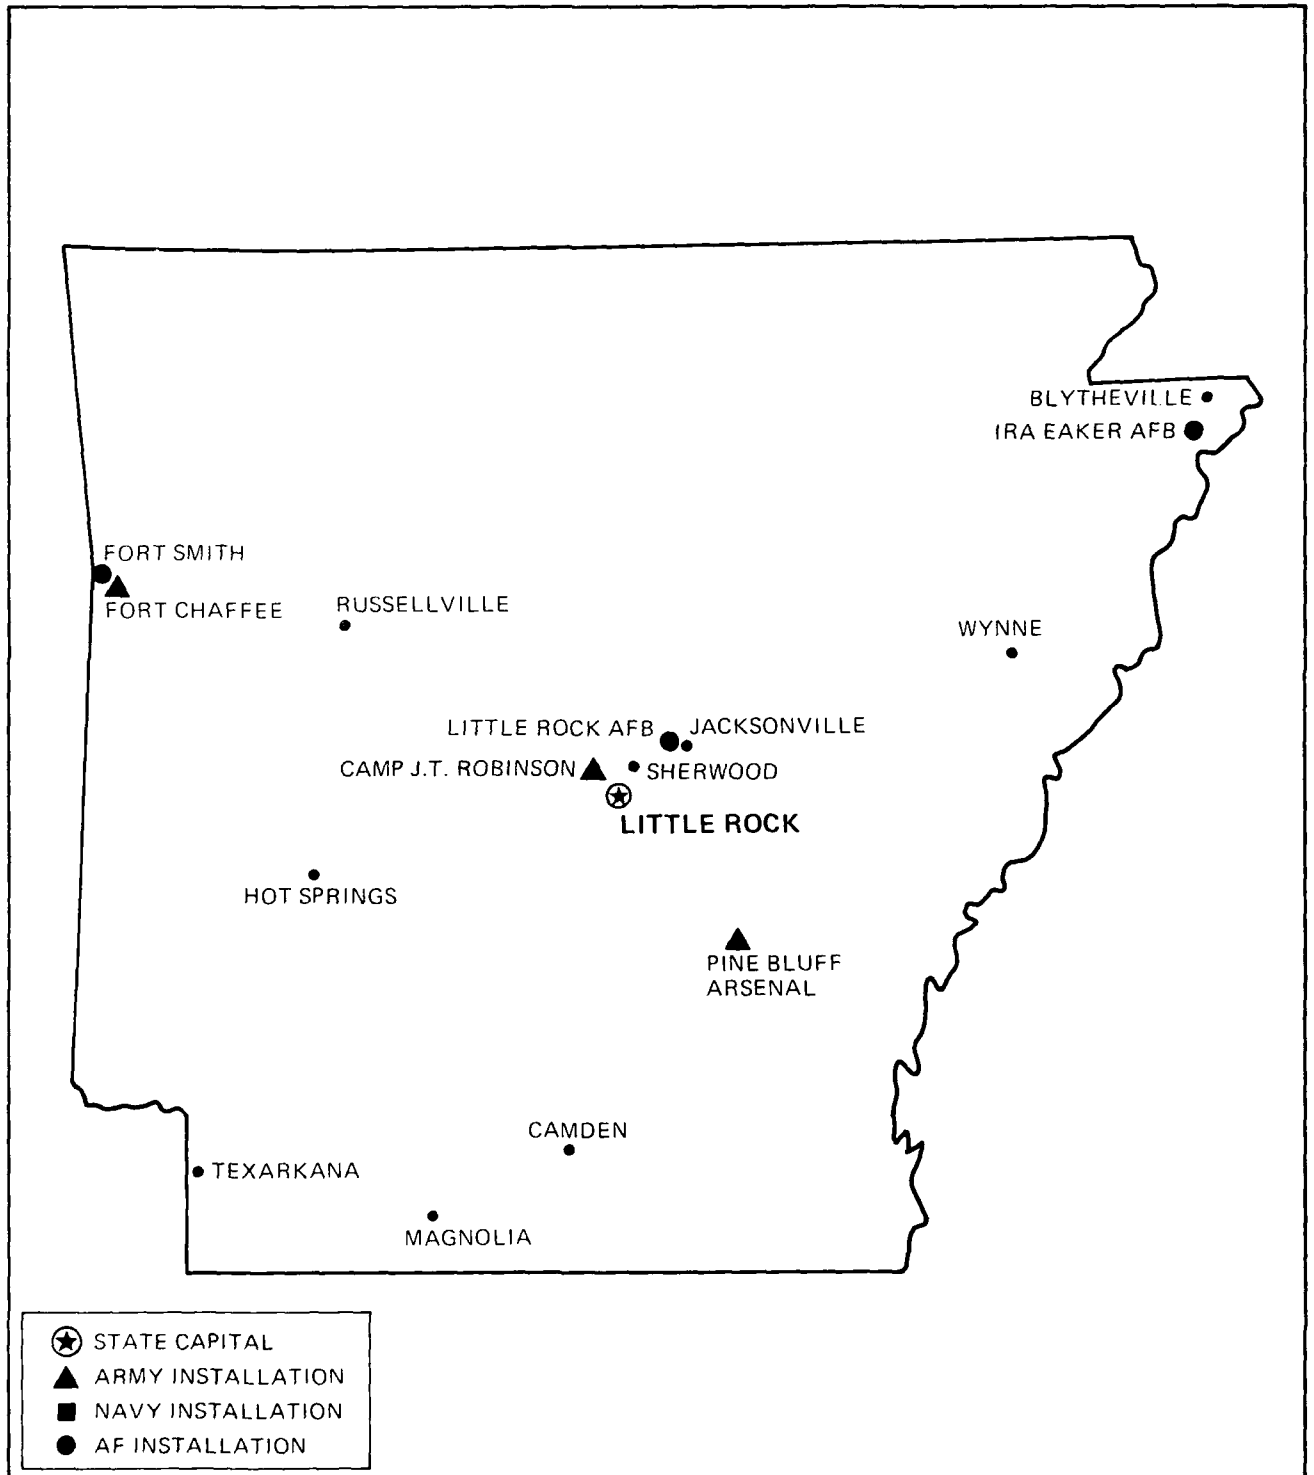 BLYTHEVILLE
IRA EAKER AFB
FORT SMITH
FORT CHAFFEE
RUSSELLVILLE
WYNNE
LITTLE ROCK AFB
JACKSONVILLE
CAMP J.T. ROBINSON
SHERWOOD
LITTLE ROCK
HOT SPRINGS
PINE BLUFF
ARSENAL
CAMDEN
TEXARKANA
MAGNOLIA
STATE CAPITAL
ARMY INSTALLATION
NAVY INSTALLATION
AF INSTALLATION